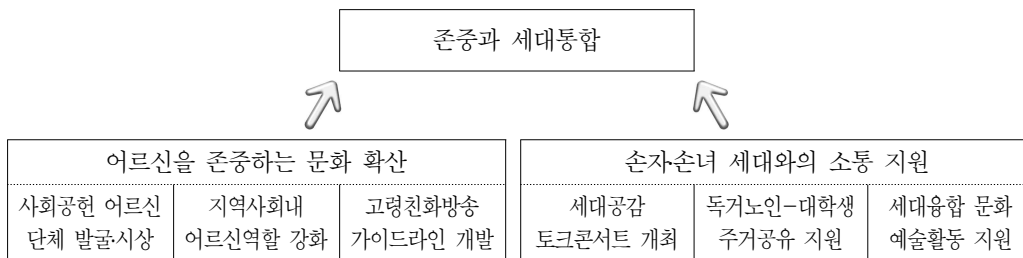 존중과 세대통합
어르신을 존중하는 문화 확산
사회공헌 어르신
단체 발굴·시상
지역사회내
어르신역할 강화
고령친화방송
가이드라인 개발
손자·손녀 세대와의 소통 지원
세대공감
토크콘서트 개최
독거노인-대학생
주거공유 지원
세대융합 문화
예술활동 지원